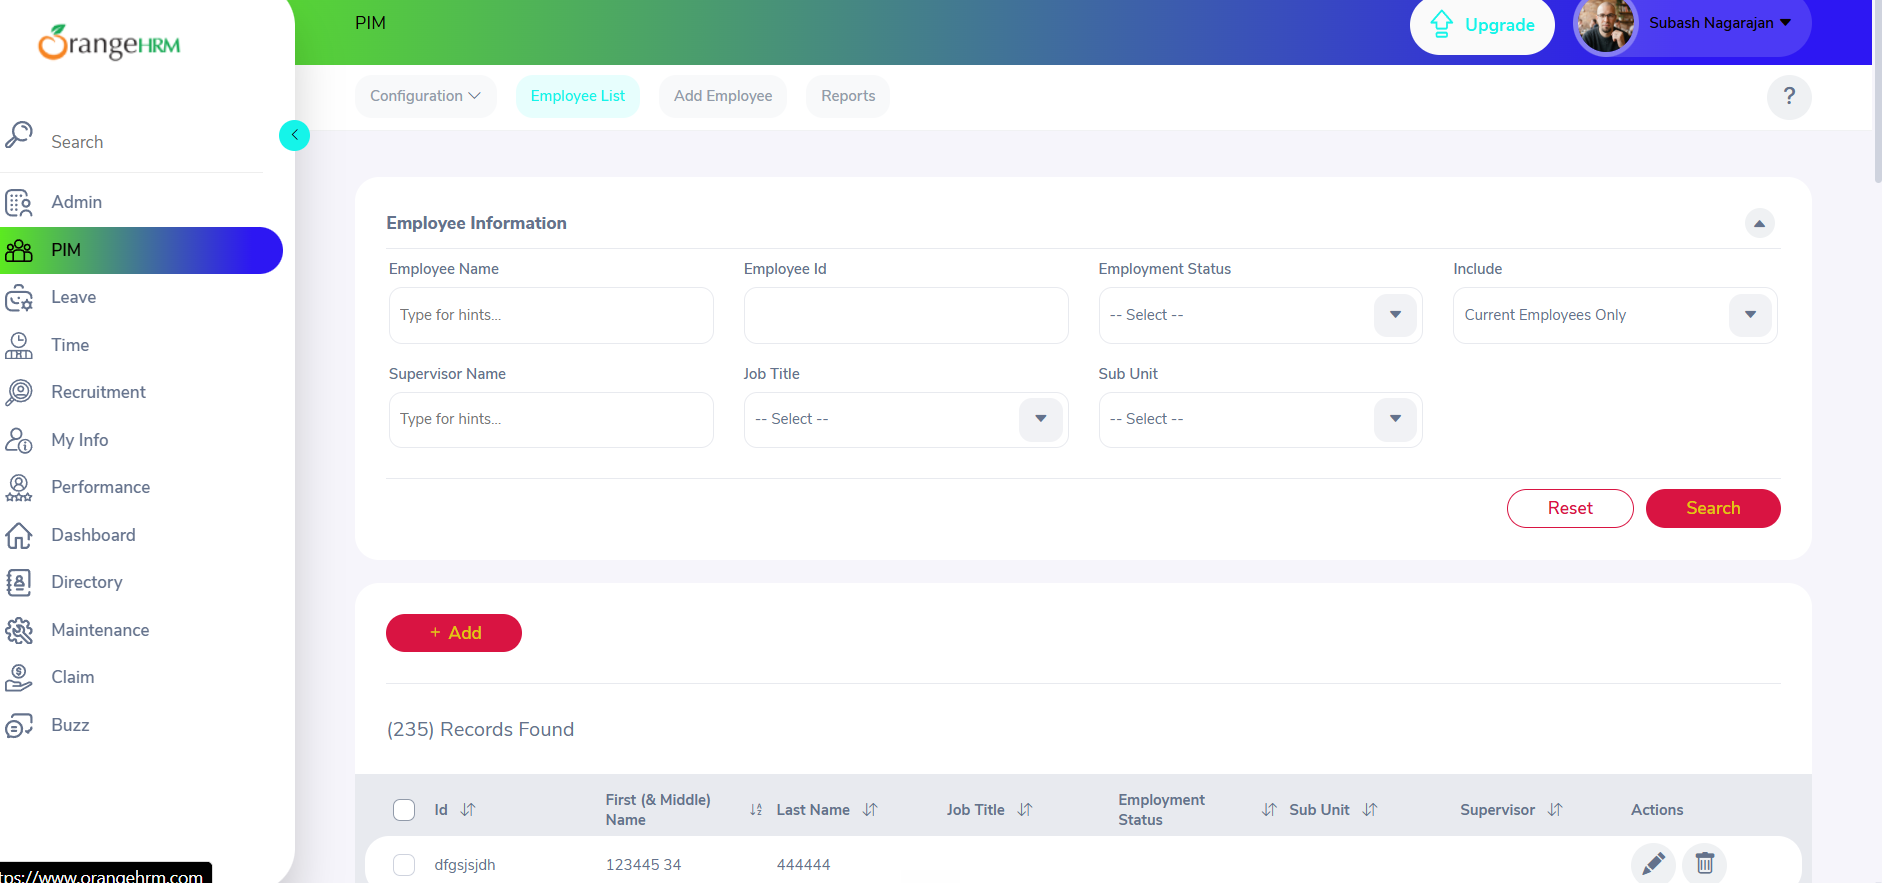 OrangeHRM
PIM
Upgrade
Subash Nagarajan
Configuration
Employee List
Add Employee
Reports
?
Search
Admin
PIM
Leave
Time
Recruitment
My Info
Performance
Dashboard
Directory
Maintenance
Claim
Buzz
Employee Information
Employee Name
Employee Id
Employment Status
Include
Type for hints...
-- Select --
Current Employees Only
Supervisor Name
Job Title
Sub Unit
Type for hints...
-- Select --
-- Select --
Reset
Search
+ Add
(235) Records Found
Id
First (& Middle)
Name
Last Name
Job Title
Employment
Status
Sub Unit
Supervisor
Actions
dfgsjsjdh
123445 34
444444
tps://www.orangehrm.com